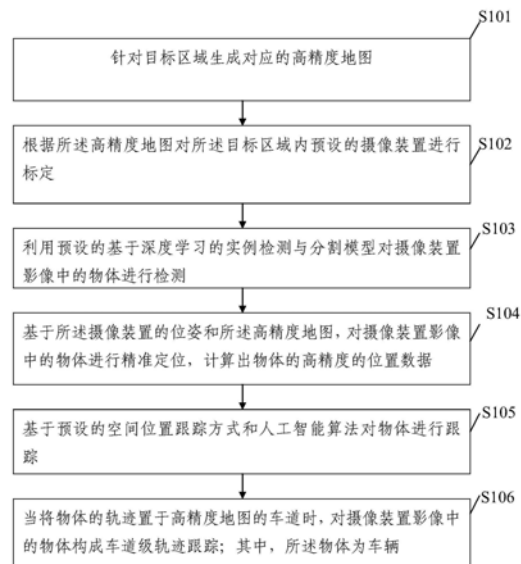 S101
针对目标区域生成对应的高精度地图
S102
根据所述高精度地图对所述目标区域内预设的摄像装置进行
标定
S103
利用预设的基于深度学习的实例检测与分割模型对摄像装置
影像中的物体进行检测
S104
基于所述摄像装置的位姿和所述高精度地图,对摄像装置影像
中的物体进行精准定位,计算出物体的高精度的位置数据
S105
基于预设的空间位置跟踪方式和人工智能算法对物体进行跟
踪
S106
当将物体的轨迹置于高精度地图的车道时,对摄像装置影像中
的物体构成车道级轨迹跟踪;其中,所述物体为车辆